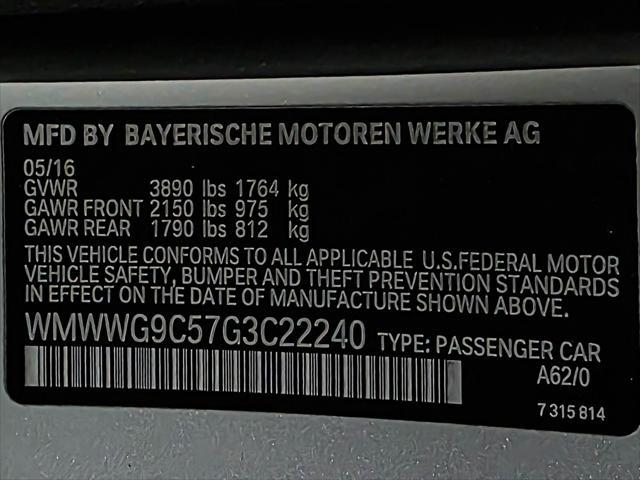 MFD BY BAYERISCHE MOTOREN WERKE AG
05/16
GVWR 3890 lbs 1764 kg
GAWR FRONT 2150 lbs 975 kg
GAWR REAR 1790 lbs 812 kg
THIS VEHICLE CONFORMS TO ALL APPLICABLE U.S.FEDERAL MOTOR
VEHICLE SAFETY, BUMPER AND THEFT PREVENTION STANDARDS
IN EFFECT ON THE DATE OF MANUFACTURE SHOWN ABOVE.
WMWWG9C57G3C22240 TYPE: PASSENGER CAR
A62/0
7 315 814